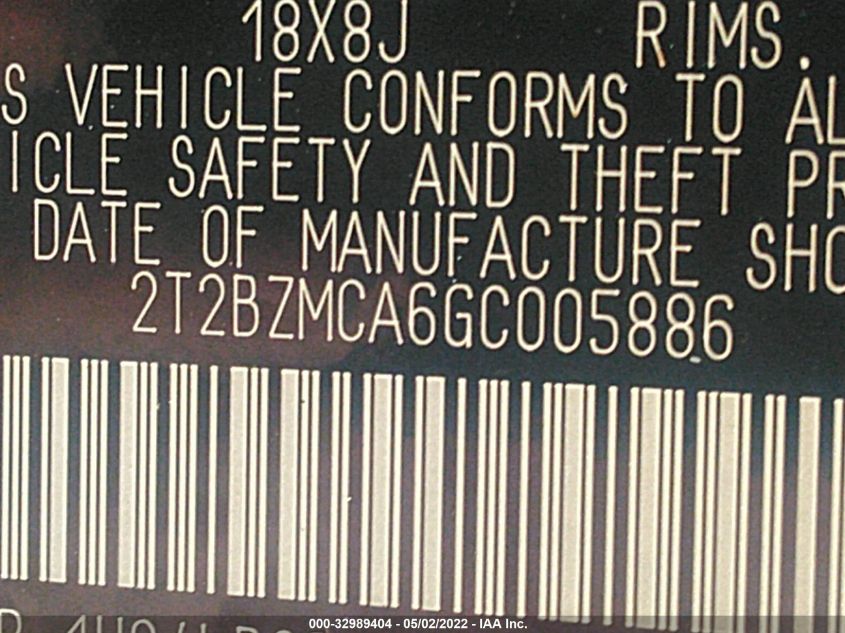 18X8J RIMS.
S VEHICLE CONFORMS TO AL
ICLE SAFETY AND THEFT PR
DATE OF MANUFACTURE SHO
2T2BZMCA6GC005886
000-32989404 - 05/02/2022 - IAA Inc.